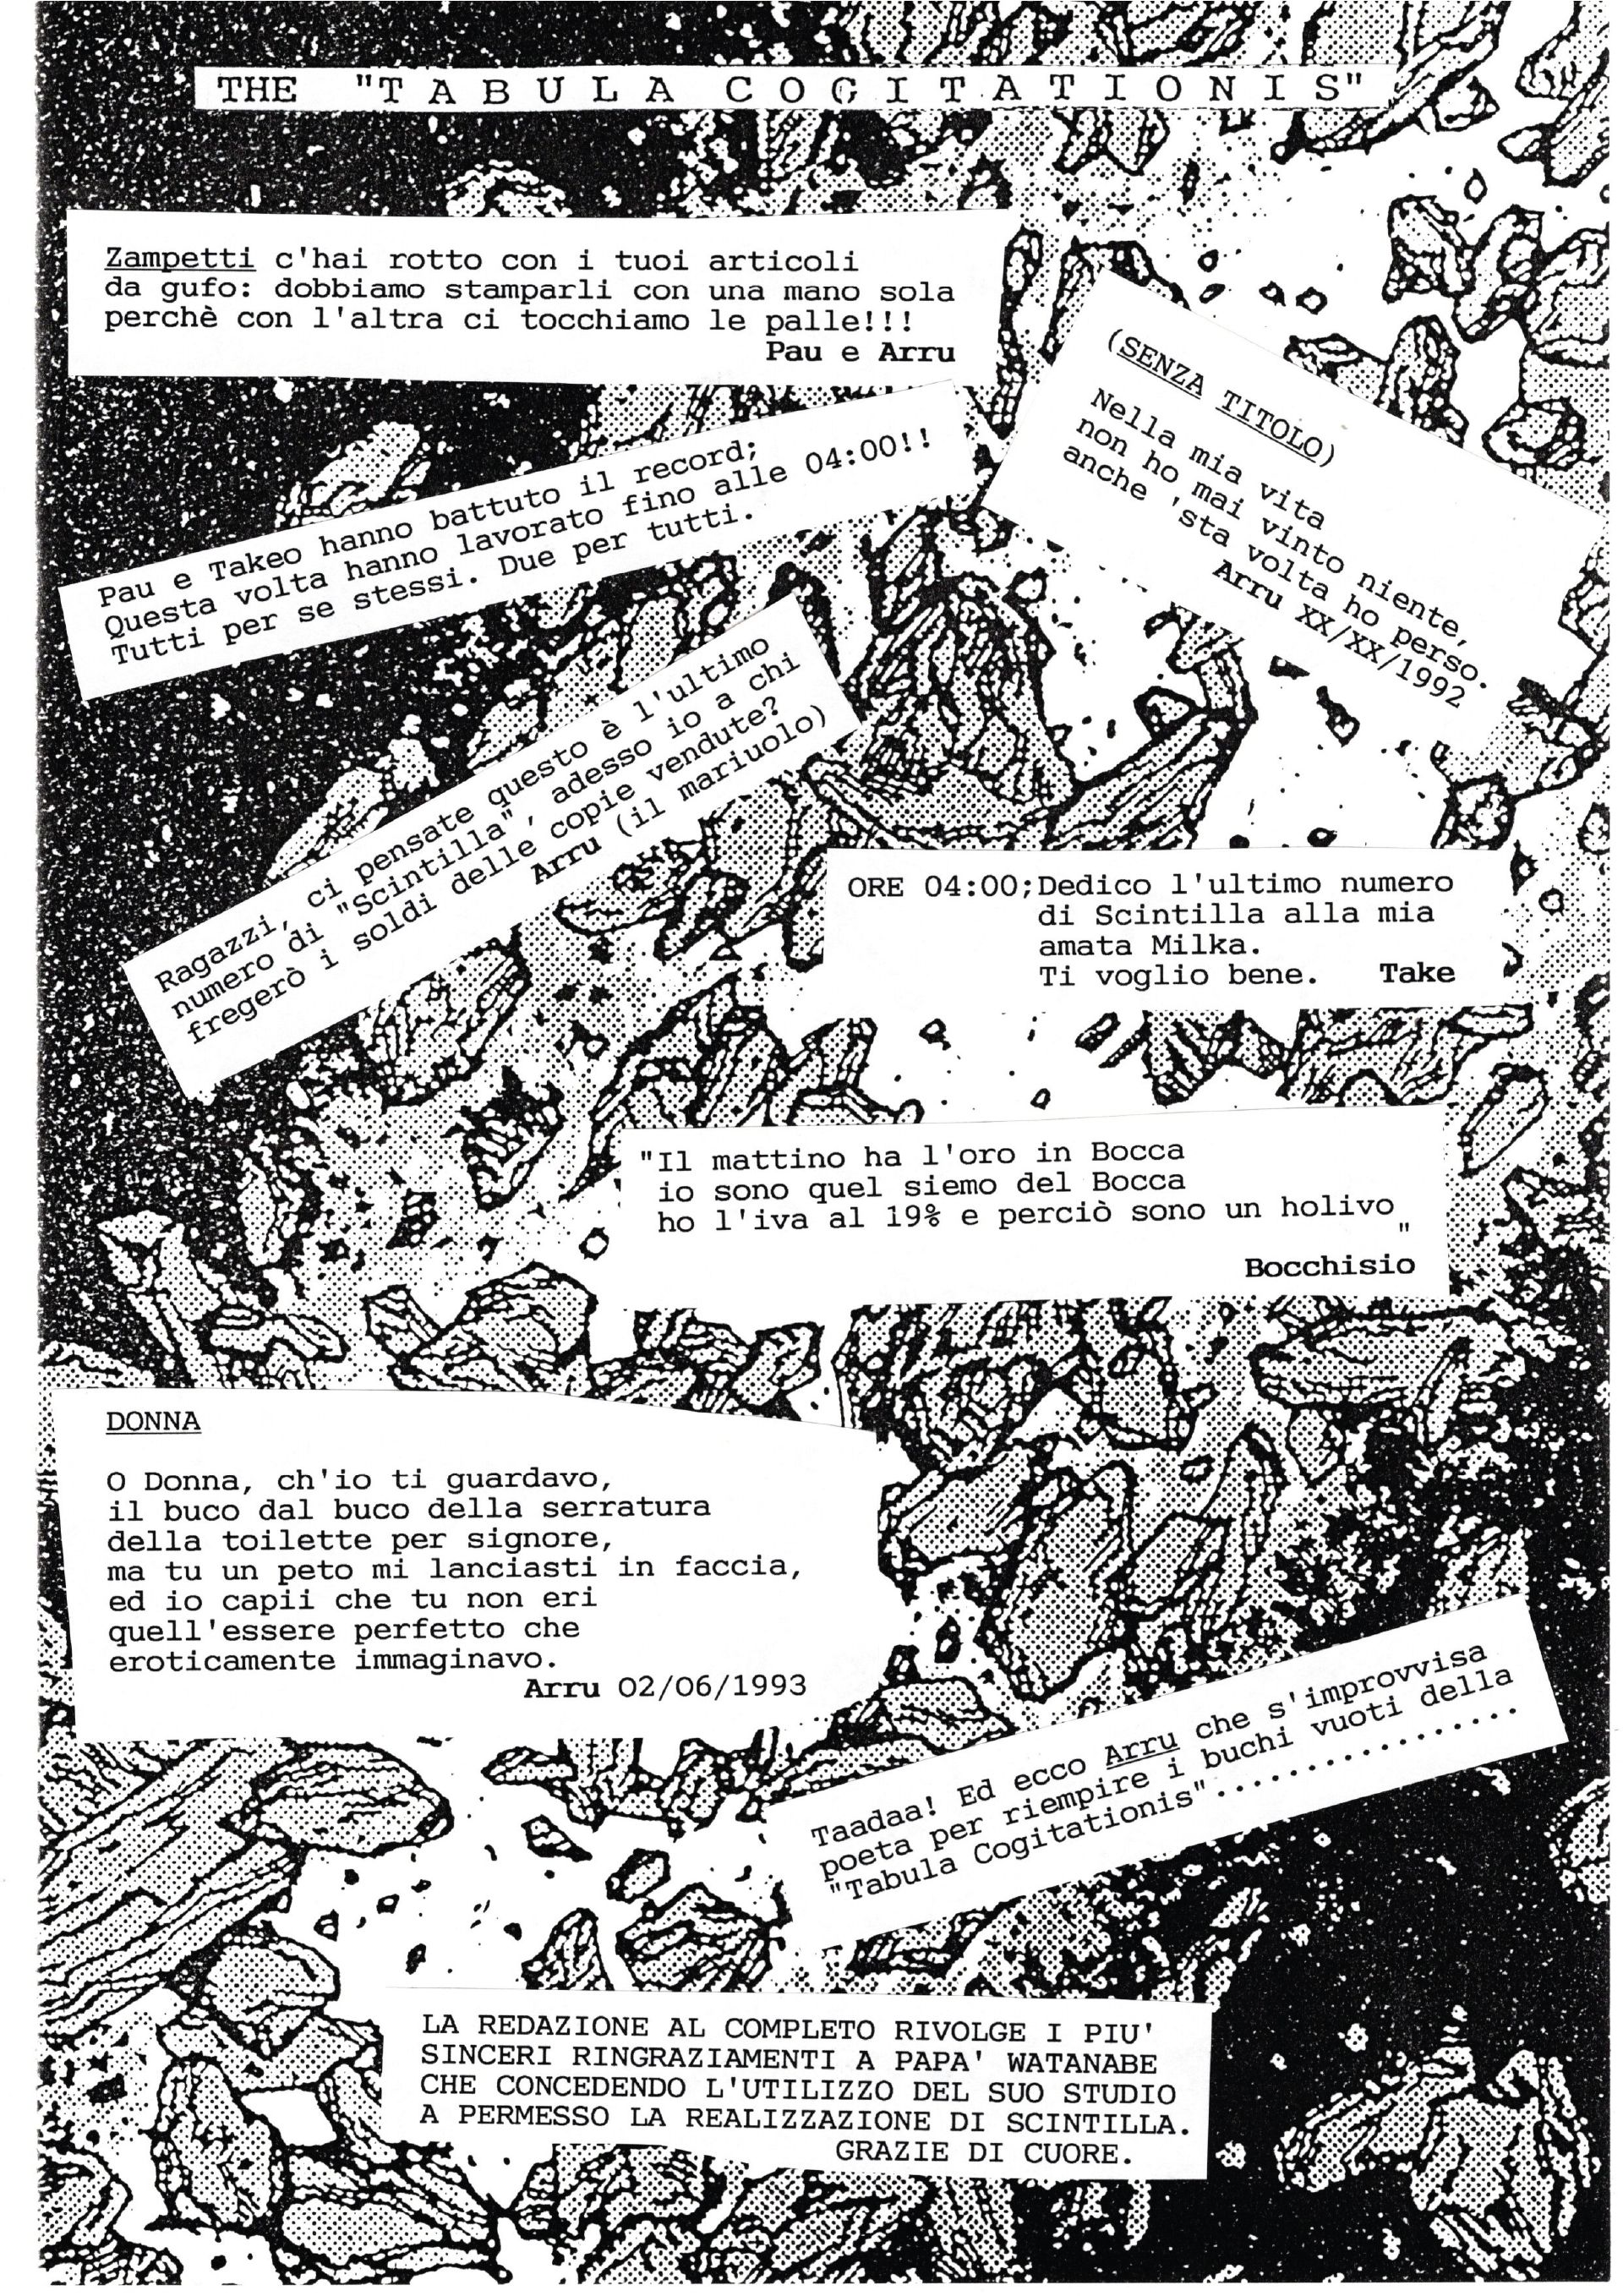 THE "TABULA COGITATIONIS"
Zampetti c'hai rotto con i tuoi articoli
da gufo: dobbiamo stamparli con una mano sola
perchè con l'altra ci tocchiamo le palle!!!
Pau e Arru
(SENZA TITOLO)
Nella mia vita
non ho mai vinto niente,
anche 'sta volta ho perso.
Arru XX/XX/1992
Pau e Takeo hanno battuto il record;
Questa volta hanno lavorato fino alle 04:00!!
Tutti per se stessi. Due per tutti.
Ragazzi, ci pensate questo è l'ultimo
numero di "Scintilla", adesso io a chi
fregerò i soldi delle copie vendute?
Arru (il mariuolo)
ORE 04:00;Dedico l'ultimo numero
di Scintilla alla mia
amata Milka.
Ti voglio bene. Take
"Il mattino ha l'oro in Bocca
io sono quel siemo del Bocca
ho l'iva al 19% e perciò sono un holivo
"
Bocchisio
DONNA
O Donna, ch'io ti guardavo,
il buco dal buco della serratura
della toilette per signore,
ma tu un peto mi lanciasti in faccia,
ed io capii che tu non eri
quell'essere perfetto che
eroticamente immaginavo.
Arru 02/06/1993
Taadaa! Ed ecco Arru che s'improvvisa
poeta per riempire i buchi vuoti della
"Tabula Cogitationis"..................
LA REDAZIONE AL COMPLETO RIVOLGE I PIU'
SINCERI RINGRAZIAMENTI A PAPA' WATANABE
CHE CONCEDENDO L'UTILIZZO DEL SUO STUDIO
A PERMESSO LA REALIZZAZIONE DI SCINTILLA.
GRAZIE DI CUORE.